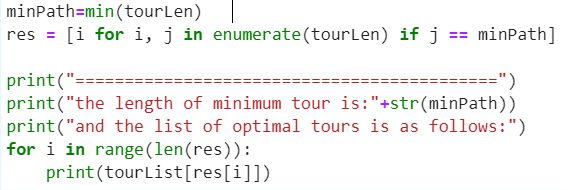 minPath=min(tourLen)
res = [i for i, j in enumerate(tourLen) if j == minPath]
print("===========================================")
print("the length of minimum tour is:"+str(minPath))
print("and the list of optimal tours is as follows:")
for i in range(len(res)):
    print(tourList[res[i]])